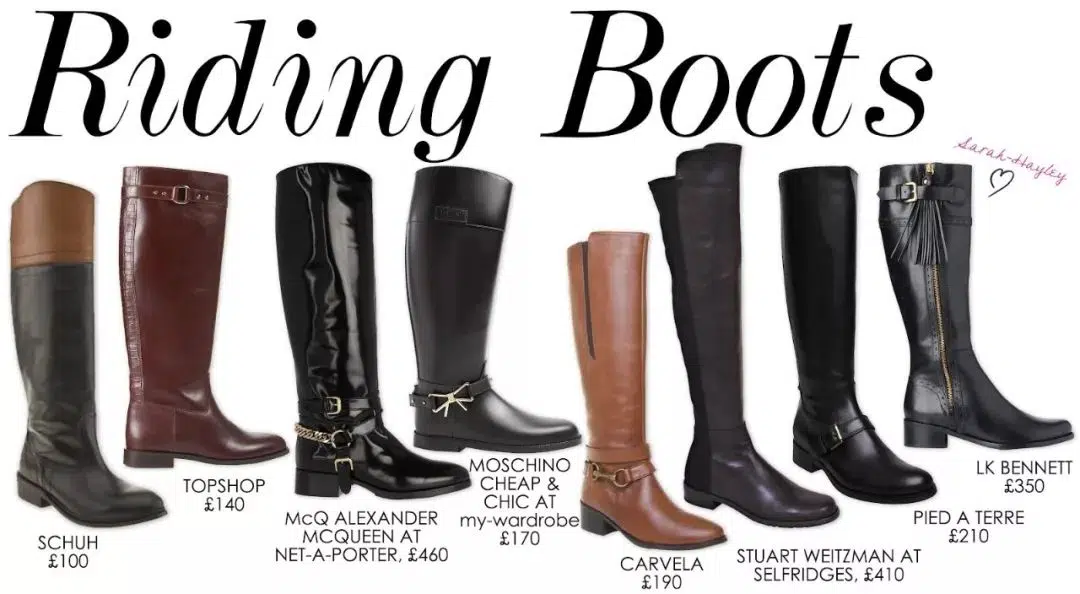 Riding Boots
Sarah-Hayley
SCHUH
£100
TOPSHOP
£140
McQ ALEXANDER
MCQUEEN AT
NET-A-PORTER, £460
MOSCHINO
CHEAP &
CHIC AT
my-wardrobe
£170
CARVELA
£190
STUART WEITZMAN AT
SELFRIDGES, £410
PIED A TERRE
£210
LK BENNETT
£350